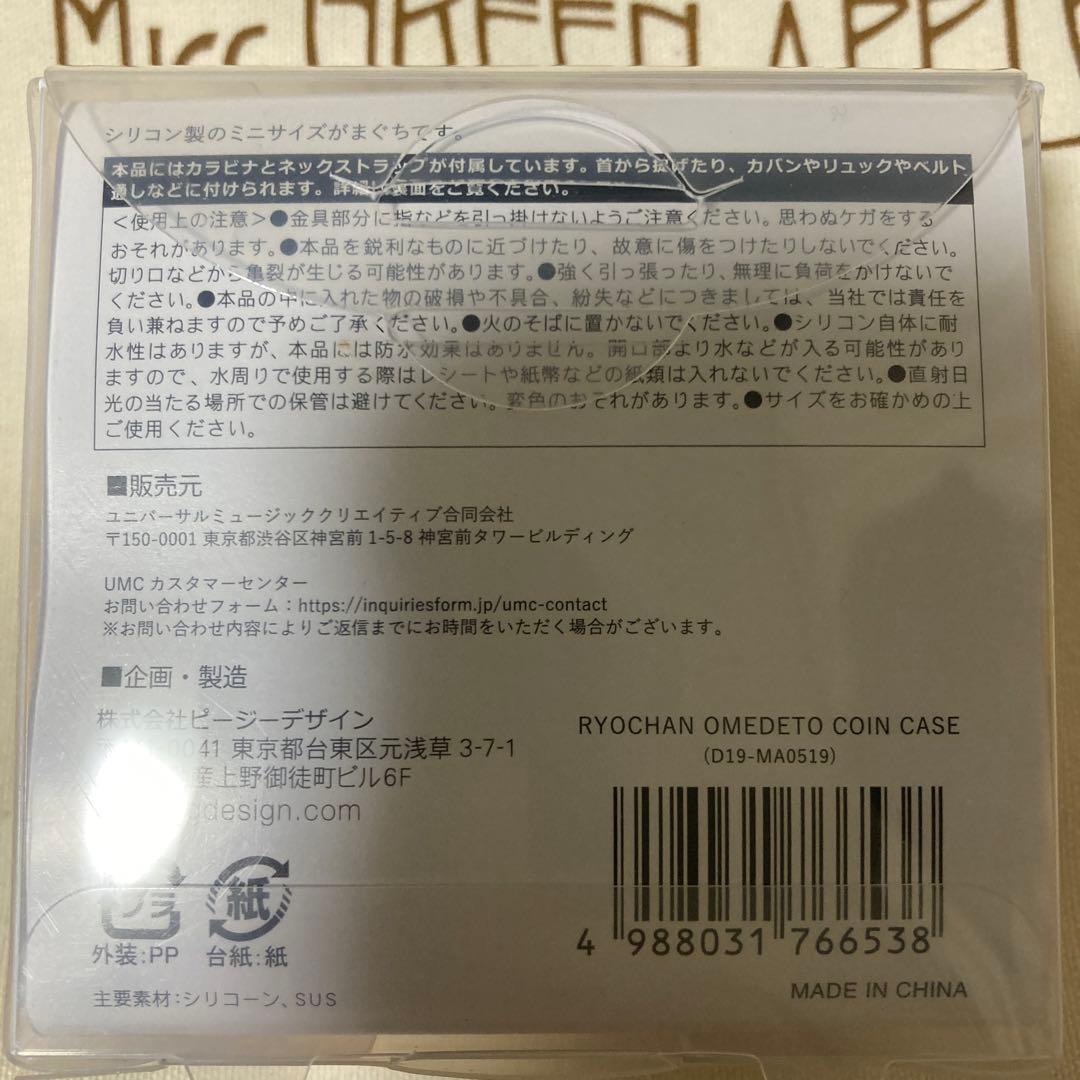 Mrs. GREEN APPLE
シリコン製のミニサイズがまぐちです。
本品にはカラビナとネックストラップが付属しています。首から提げたり、カバンやリュックやベルト
通しなどに付けられます。詳細は裏面をご覧ください。
＜使用上の注意＞●金具部分に指などを引っ掛けないようご注意ください。思わぬケガをする
おそれがあります。●本品を鋭利なものに近づけたり、故意に傷をつけたりしないでください。
切り口などから亀裂が生じる可能性があります。●強く引っ張ったり、無理に負荷をかけないで
ください。●本品の中に入れた物の破損や不具合、紛失などにつきましては、当社では責任を
負い兼ねますので予めご了承ください。●火のそばに置かないでください。●シリコン自体に耐
水性はありますが、本品には防水効果はありません。開口部より水などが入る可能性があり
ますので、水周りで使用する際はレシートや紙幣などの紙類は入れないでください。●直射日
光の当たる場所での保管は避けてください。変色のおそれがあります。●サイズをお確かめの上
ご使用ください。
■販売元
ユニバーサルミュージッククリエイティブ合同会社
〒150-0001 東京都渋谷区神宮前 1-5-8 神宮前タワービルディング
UMC カスタマーセンター
お問い合わせフォーム：https://inquiriesform.jp/umc-contact
※お問い合わせ内容によりご返信までにお時間をいただく場合がございます。
■企画・製造
株式会社ピージーデザイン
0041 東京都台東区元浅草 3-7-1
産上野御徒町ビル6F
gdesign.com
RYOCHAN OMEDETO COIN CASE
(D19-MA0519)
紙
外装:PP 台紙:紙
4 988031 766538
主要素材:シリコーン、SUS
MADE IN CHINA